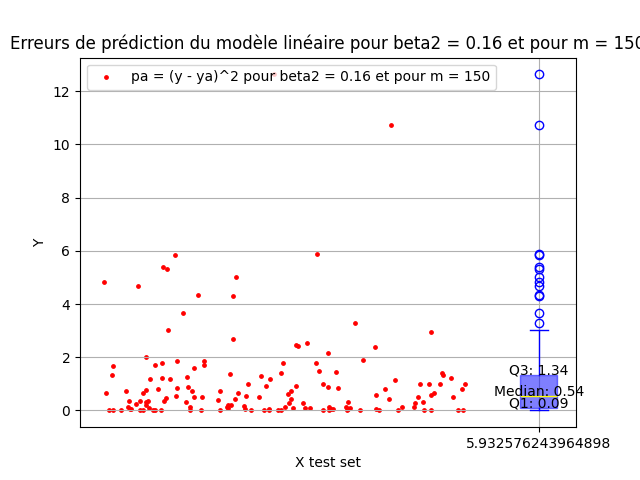 Erreurs de prédiction du modèle linéaire pour beta2 = 0.16 et pour m = 150
pa = (y - ya)^2 pour beta2 = 0.16 et pour m = 150
12
10
8
6
4
2
0
Y
Q3: 1.34
Median: 0.54
Q1: 0.09
5.932576243964898
X test set